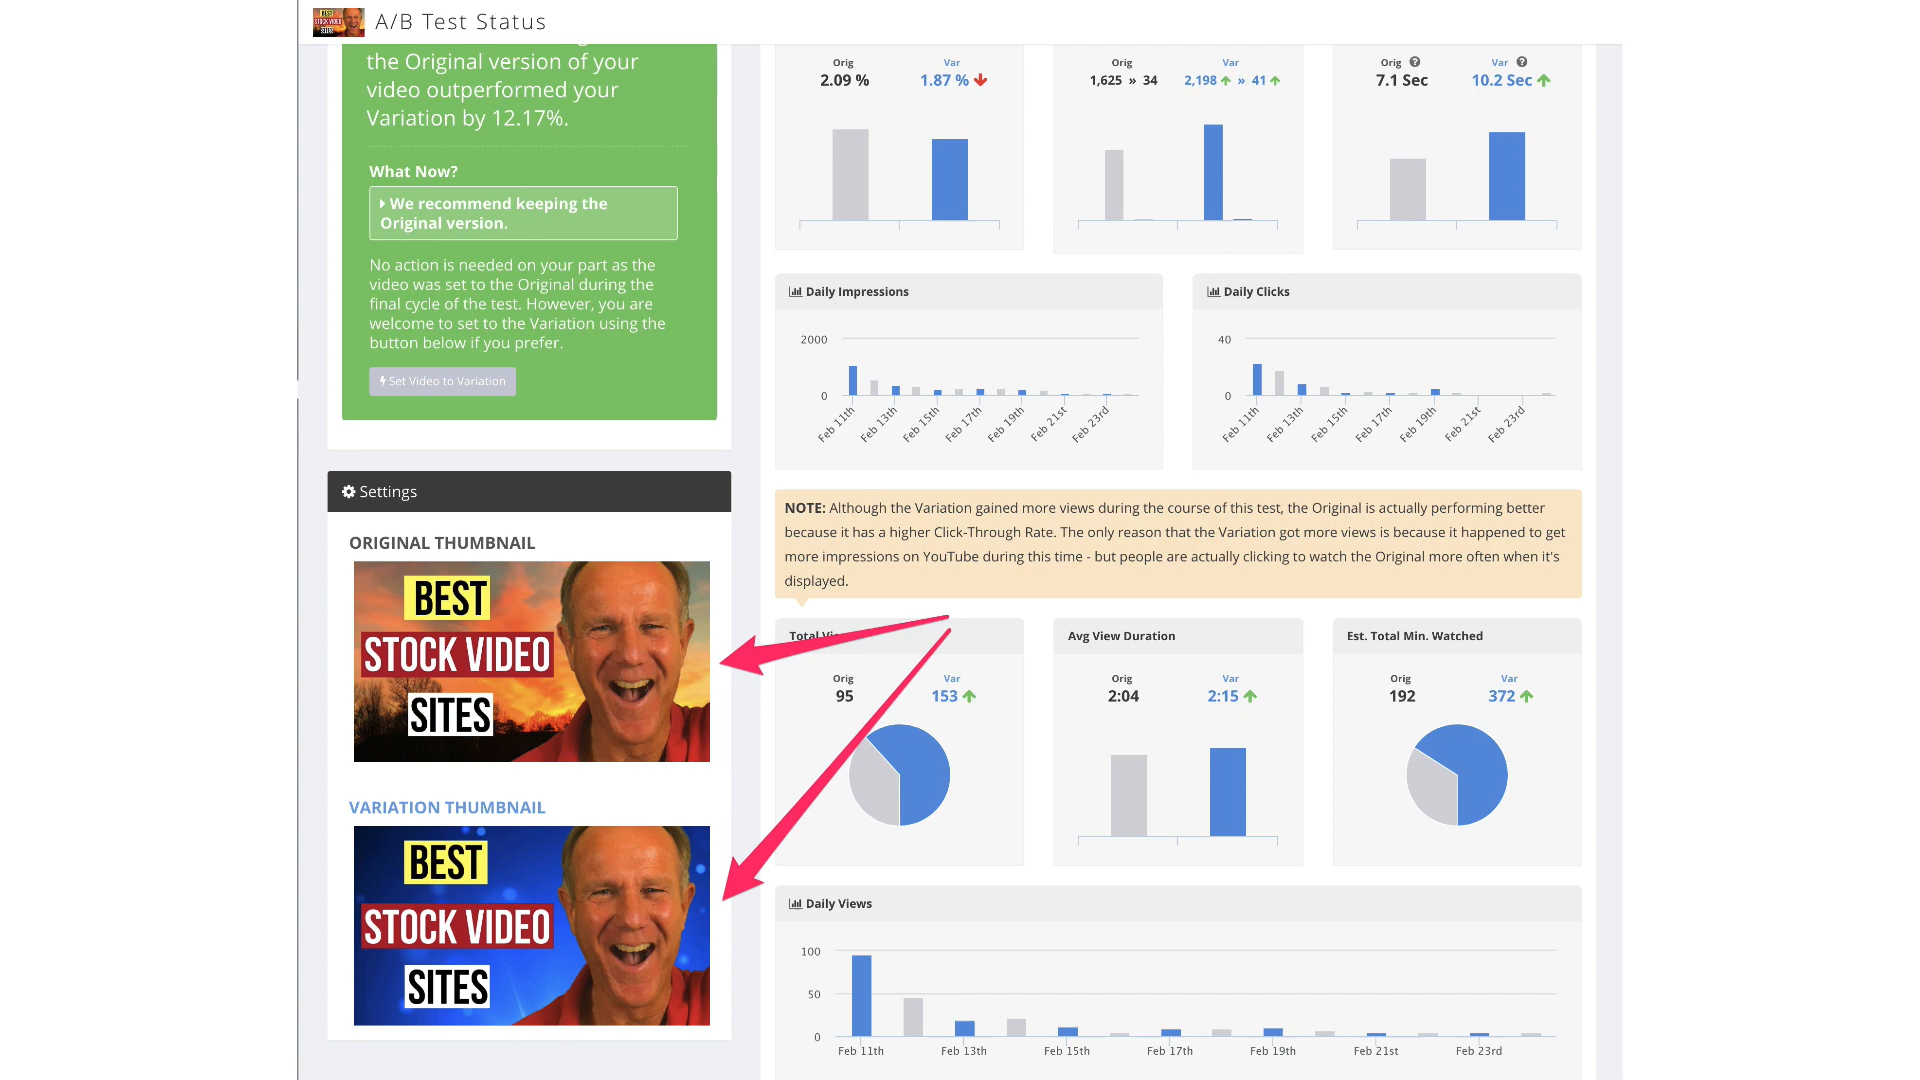 BEST
STOCK VIDEO
SITES
A/B Test Status
the Original version of your
video outperformed your
Variation by 12.17%.
What Now?
We recommend keeping the
Original version.
No action is needed on your part as the
video was set to the Original during the
final cycle of the test. However, you are
welcome to set to the Variation using the
button below if you prefer.
Set Video to Variation
Settings
ORIGINAL THUMBNAIL
BEST
STOCK VIDEO
SITES
VARIATION THUMBNAIL
BEST
STOCK VIDEO
SITES
Orig Var
2.09 % 1.87 %
Orig Var
1,625 » 34 2,198 » 41
Orig ? Var ?
7.1 Sec 10.2 Sec
Daily Impressions
2000
0
Feb 11th Feb 13th Feb 15th Feb 17th Feb 19th Feb 21st Feb 23rd
Daily Clicks
40
0
Feb 11th Feb 13th Feb 15th Feb 17th Feb 19th Feb 21st Feb 23rd
NOTE: Although the Variation gained more views during the course of this test, the Original is actually performing better
because it has a higher Click-Through Rate. The only reason that the Variation got more views is because it happened to get
more impressions on YouTube during this time - but people are actually clicking to watch the Original more often when it's
displayed.
Total
Orig Var
95 153
Avg View Duration
Orig Var
2:04 2:15
Est. Total Min. Watched
Orig Var
192 372
Daily Views
100
50
0
Feb 11th Feb 13th Feb 15th Feb 17th Feb 19th Feb 21st Feb 23rd